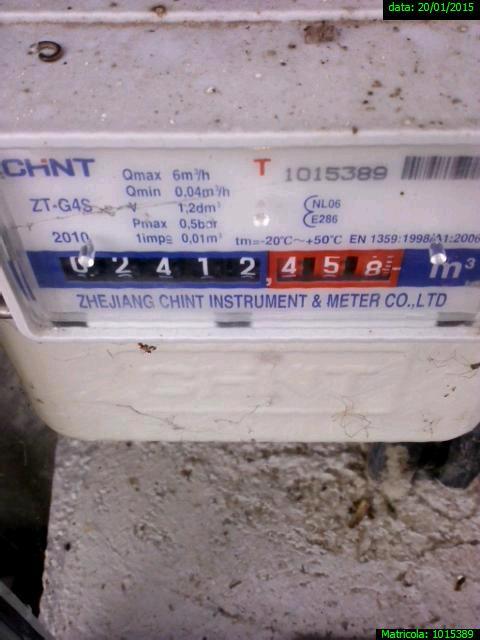 data: 20/01/2015
CHINT
Qmax 6m³/h
T 1015389
Qmin 0,04m³/h
ZT-G4S
V 1,2dm³
NL06
CE286
Pmax 0,5bar
2010
1imp≙ 0,01m³
tm=-20°C~+50°C EN 1359:1998/A1:2006
02412,458 m³
ZHEJIANG CHINT INSTRUMENT & METER CO.,LTD
CHNT
Matricola: 1015389